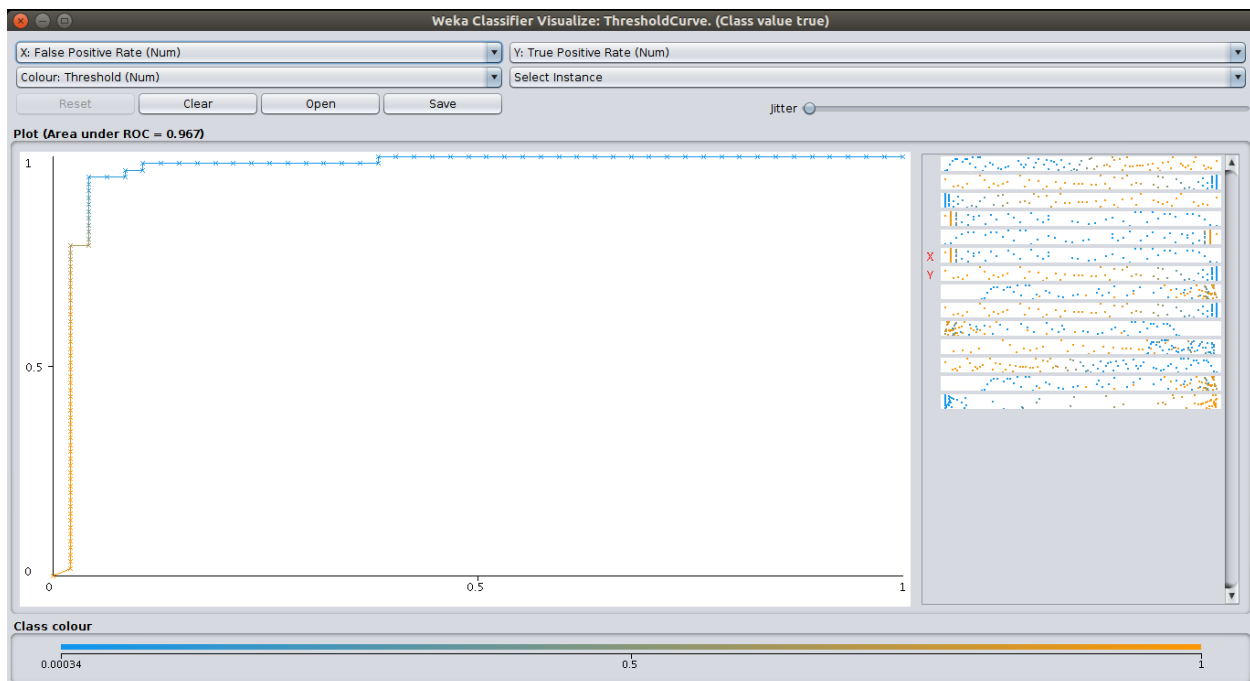 Weka Classifier Visualize: ThresholdCurve. (Class value true)
X: False Positive Rate (Num)
Y: True Positive Rate (Num)
Colour: Threshold (Num)
Select Instance
Reset
Clear
Open
Save
Jitter
Plot (Area under ROC = 0.967)
1
0.5
0
0
0.5
1
X
Y
Class colour
0.00034
0.5
1